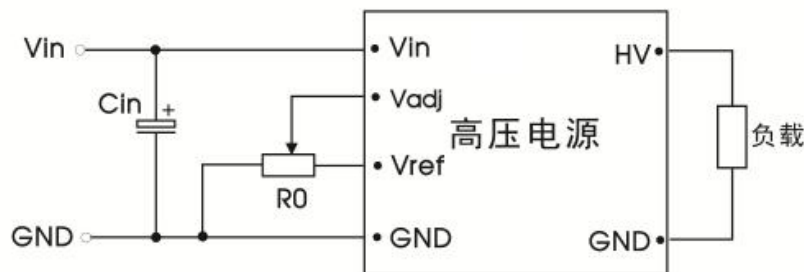 Vin
Cin
+
GND
R0
Vin
Vadj
Vref
GND
高压电源
HV
GND
负载